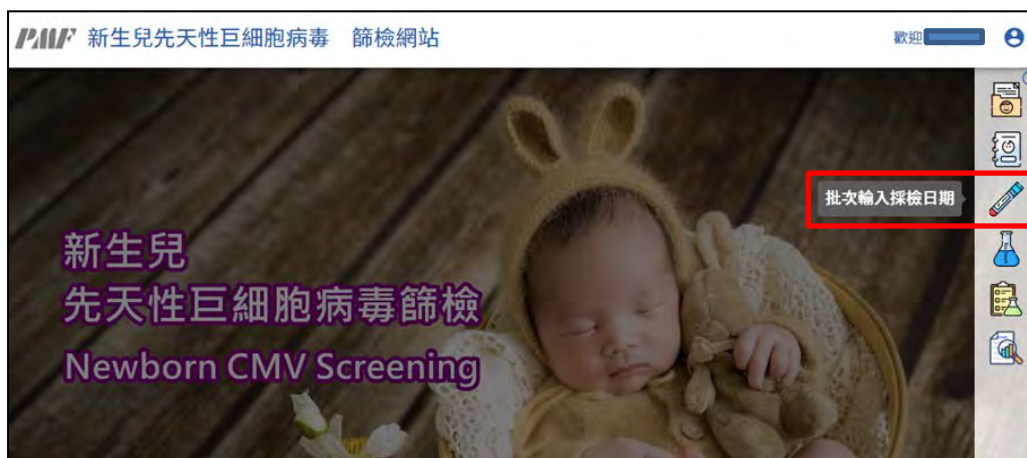 PMF 新生兒先天性巨細胞病毒 篩檢網站
歡迎
批次輸入採檢日期
新生兒
先天性巨細胞病毒篩檢
Newborn CMV Screening